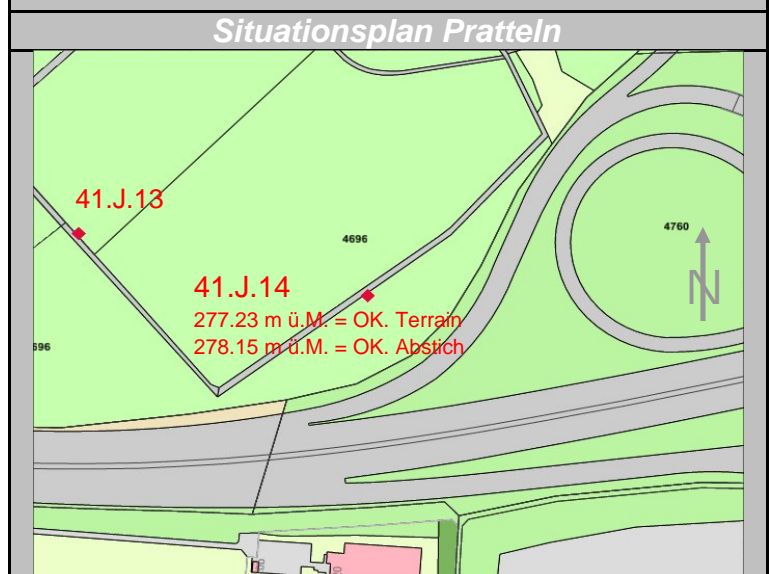 Situationsplan Pratteln
41.J.13
4696
4760
41.J.14
N
277.23 m ü.M. = OK. Terrain
278.15 m ü.M. = OK. Abstich
696